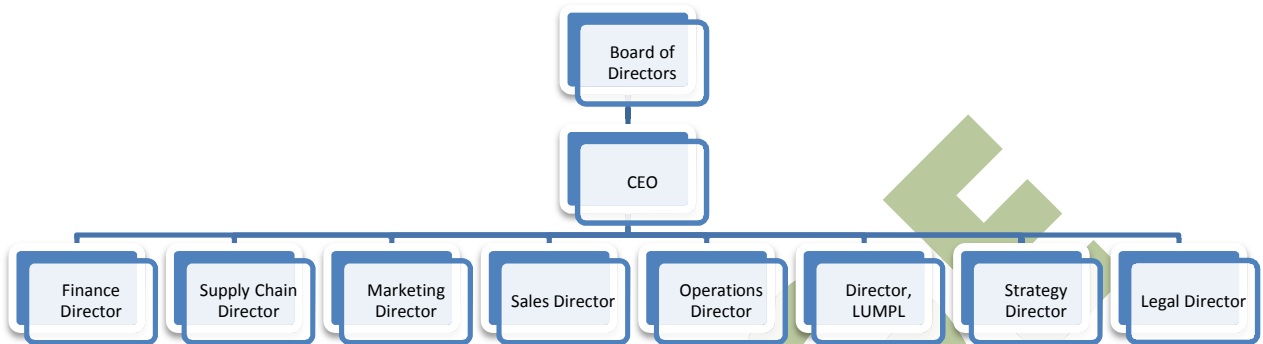 Board of
Directors
CEO
Finance
Director
Supply Chain
Director
Marketing
Director
Sales Director
Operations
Director
Director,
LUMPL
Strategy
Director
Legal Director